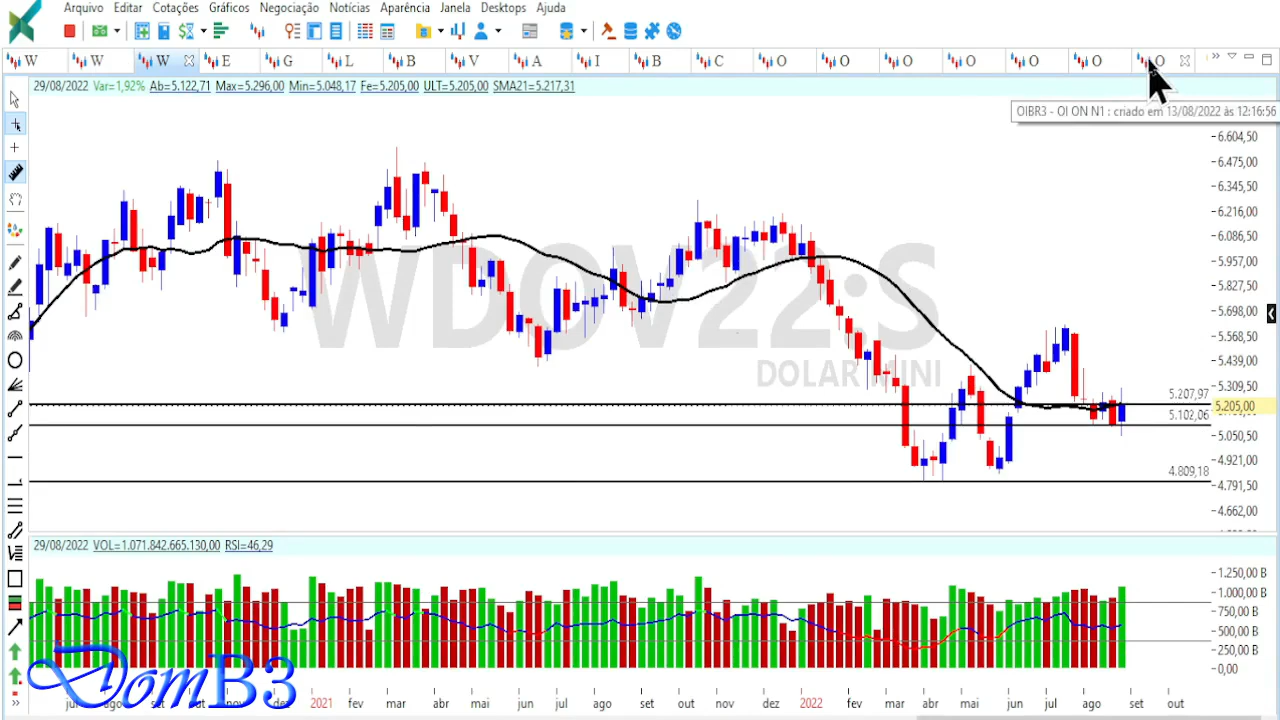 Arquivo Editar Cotações Gráficos Negociação Notícias Aparência Janela Desktops Ajuda
W W W E G L B V A I B C O O O O O O O
29/08/2022 Var=1,92% Ab=5.122,71 Max=5.296,00 Min=5.048,17 Fe=5.205,00 ULT=5.205,00 SMA21=5.217,31
OIBR3 - OI ON N1 : criado em 13/08/2022 às 12:16:56
6.604,50
6.475,00
6.345,50
6.216,00
6.086,50
5.957,00
5.827,50
5.698,00
5.568,50
5.439,00
5.309,50
WDOV22:S
DOLAR MINI
5.207,97
5.205,00
5.102,06
5.050,50
4.921,00
4.809,18
4.791,50
4.662,00
29/08/2022 VOL=1.071.842.665.130,00 RSI=46,29
1.250,00 B
1.000,00 B
750,00 B
500,00 B
250,00 B
0,00
DomB3
jul ago out dez 2021 fev mar abr mai jun jul ago set out nov dez 2022 fev mar abr mai jun jul ago set out